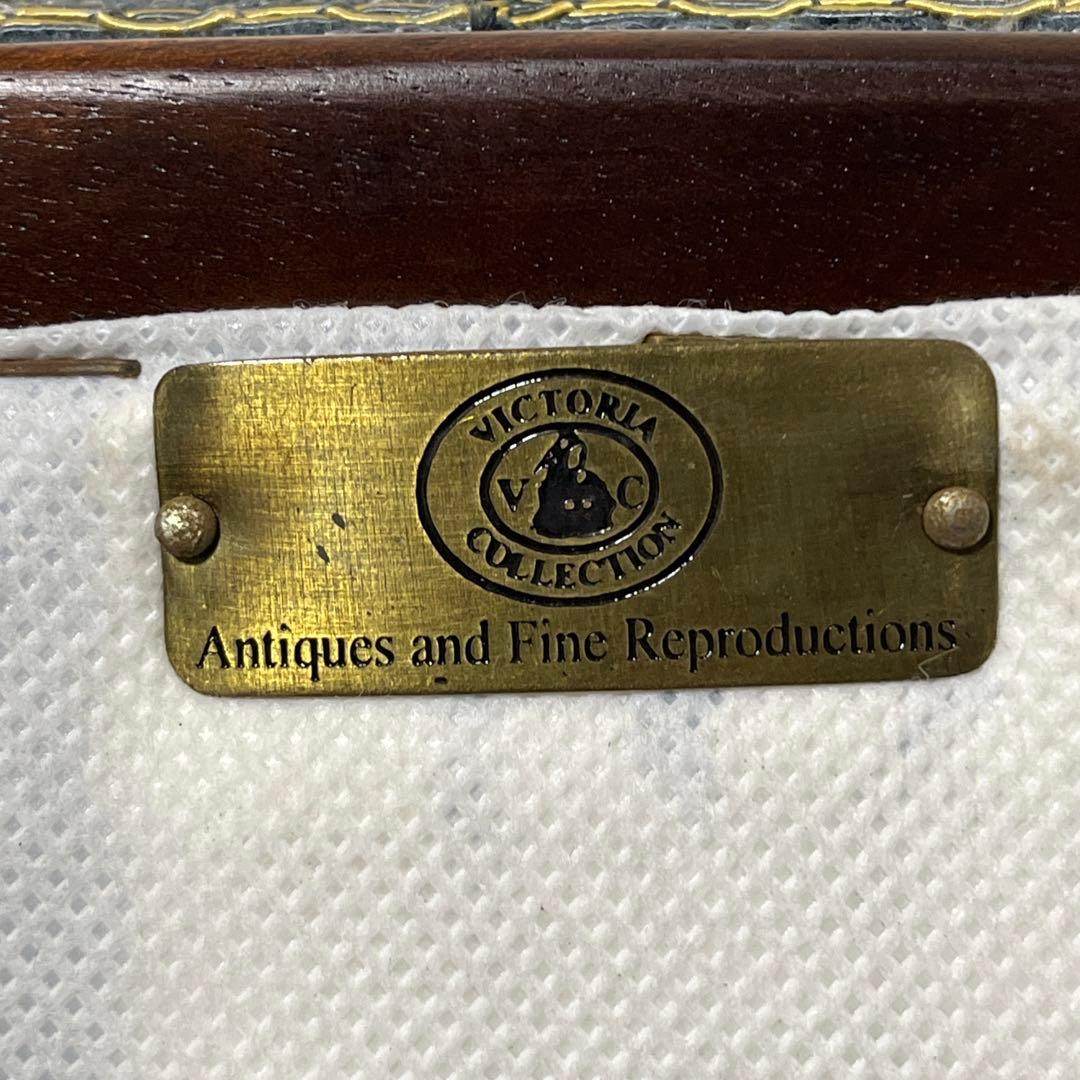 VICTORIA
V C
COLLECTION
Antiques and Fine Reproductions